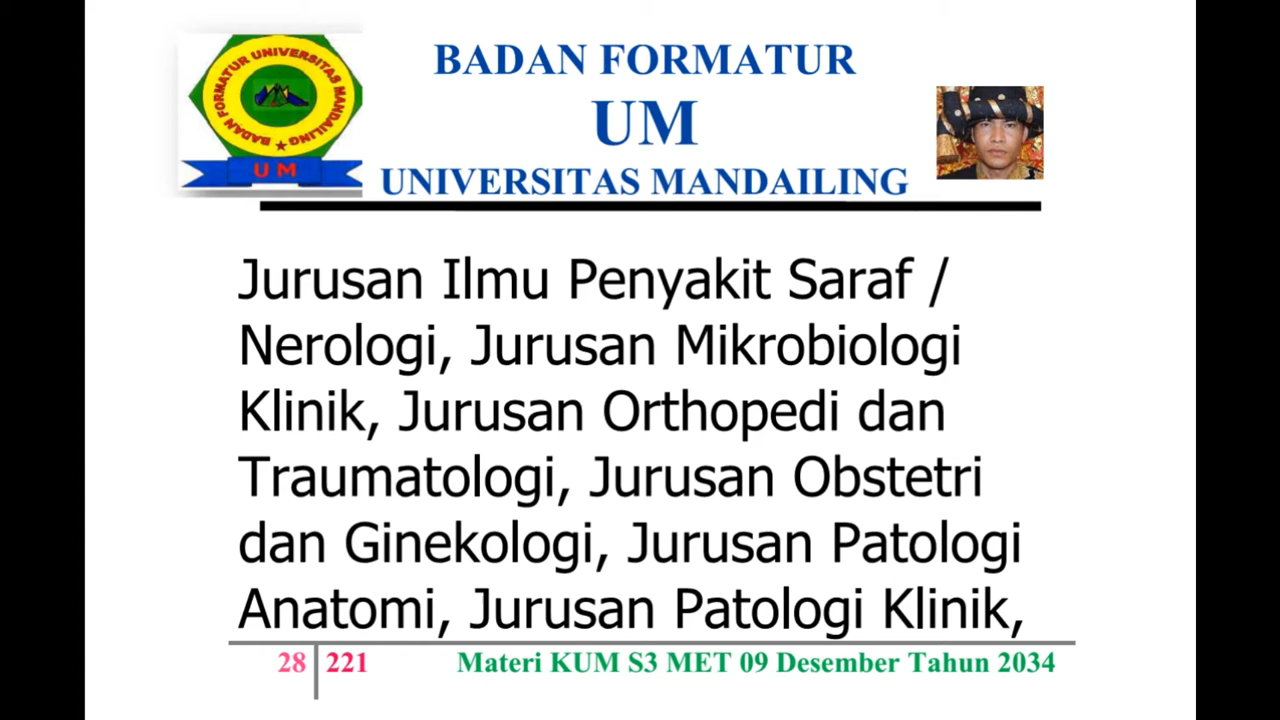 BADAN FORMATUR UNIVERSITAS MANDAILING
U M
BADAN FORMATUR
UM
UNIVERSITAS MANDAILING
Jurusan Ilmu Penyakit Saraf /
Nerologi, Jurusan Mikrobiologi
Klinik, Jurusan Orthopedi dan
Traumatologi, Jurusan Obstetri
dan Ginekologi, Jurusan Patologi
Anatomi, Jurusan Patologi Klinik,
28 221 Materi KUM S3 MET 09 Desember Tahun 2034